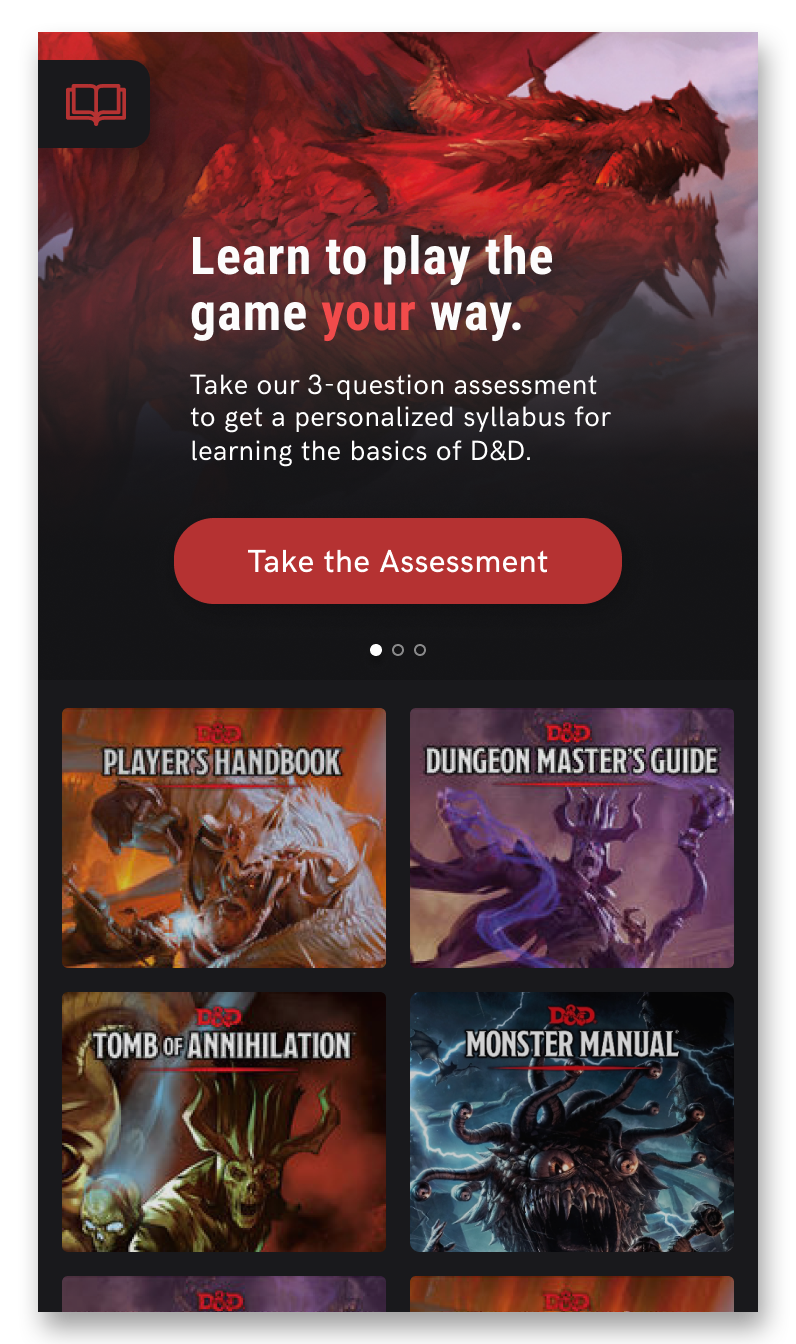 Learn to play the
game your way.
Take our 3-question assessment
to get a personalized syllabus for
learning the basics of D&D.
Take the Assessment
D&D
PLAYER'S HANDBOOK
D&D
DUNGEON MASTER'S GUIDE
D&D
TOMB OF ANNIHILATION
D&D
MONSTER MANUAL
D&D
D&D